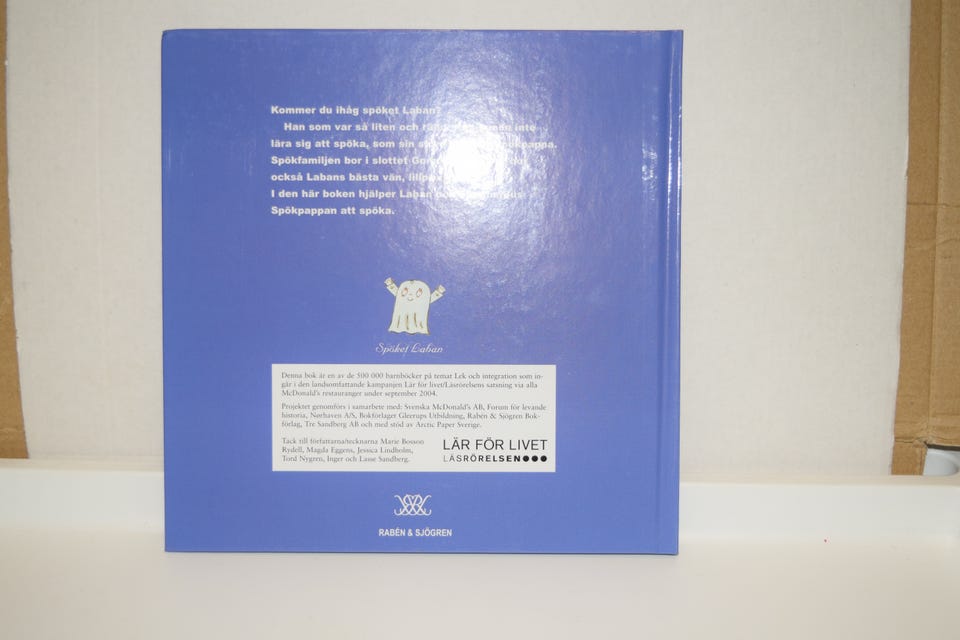 Kommer du ihåg spöket Laban?
Han som var så liten och inte
lära sig att spöka, som sin spökpappa.
Spökfamiljen bor i slottet
också Labans bästa vän,
I den här boken hjälper Laban
Spökpappan att spöka.
Spöket Laban
Denna bok är en av de 500 000 barnböcker på temat Lek och integration som in-
går i den landsomfattande kampanjen Lär för livet/Läsrörelsens satsning via alla
McDonald's restauranger under september 2004.
Projektet genomförs i samarbete med: Svenska McDonald's AB, Forum för levande
historia, Nørhaven A/S, Bokförlaget Gleerups Utbildning, Rabén & Sjögren Bok-
förlag, Tre Sandberg AB och med stöd av Arctic Paper Sverige.
Tack till författarna/tecknarna Marie Bosson
Rydell, Magda Eggens, Jessica Lindholm,
Tord Nygren, Inger och Lasse Sandberg.
LÄR FÖR LIVET
LÄSRÖRELSEN●●●
RABÉN & SJÖGREN